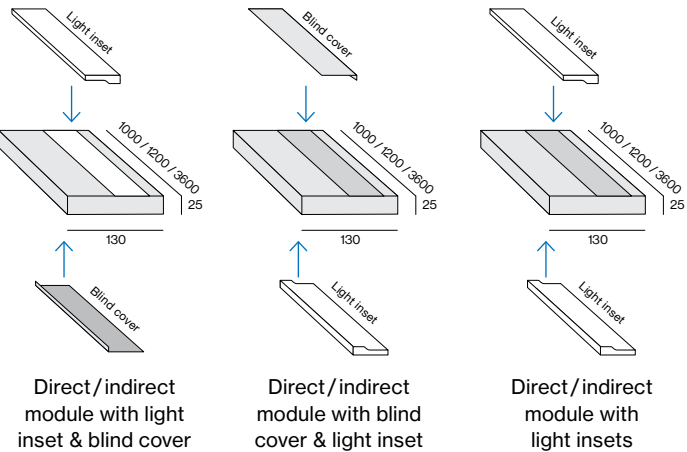 Light inset
1000 / 1200 / 3600
25
130
Blind cover
Direct / indirect
module with light
inset & blind cover
Blind cover
1000 / 1200 / 3600
25
130
Light inset
Direct / indirect
module with blind
cover & light inset
Light inset
1000 / 1200 / 3600
25
130
Light inset
Direct / indirect
module with
light insets